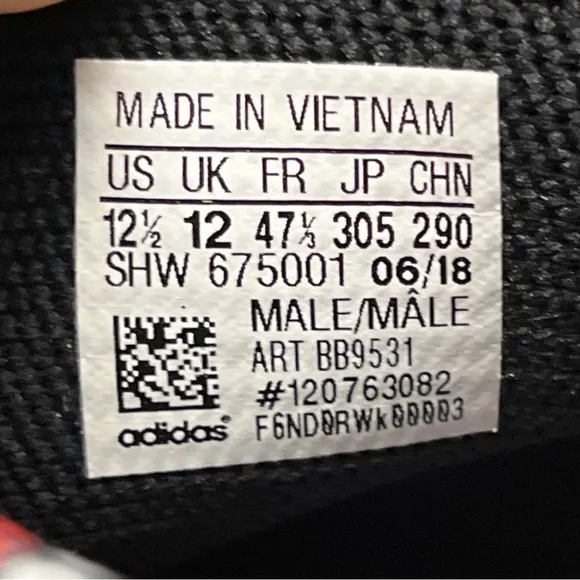 MADE IN VIETNAM
US UK FR JP CHN
12½ 12 47⅓ 305 290
SHW 675001 06/18
MALE/MÂLE
ART BB9531
#120763082
adidas® F6ND0RWk00003